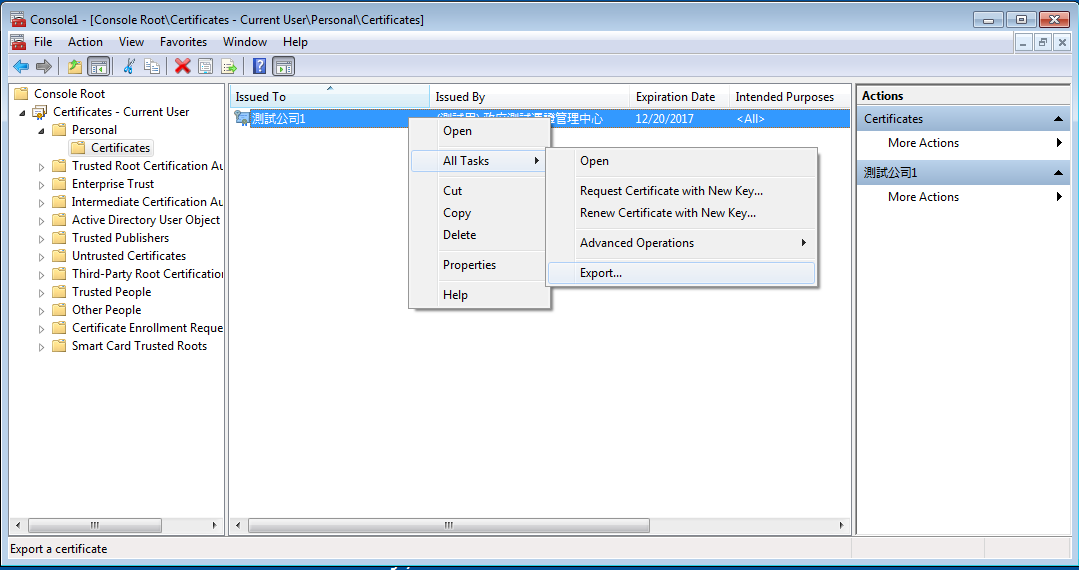 Console1 - [Console Root\Certificates - Current User\Personal\Certificates]
File Action View Favorites Window Help
Console Root
Certificates - Current User
Personal
Certificates
Trusted Root Certification Au
Enterprise Trust
Intermediate Certification Au
Active Directory User Object
Trusted Publishers
Untrusted Certificates
Third-Party Root Certification
Trusted People
Other People
Certificate Enrollment Reque
Smart Card Trusted Roots
Issued To Issued By Expiration Date Intended Purposes
測試公司1 (測試用) 政府測試憑證管理中心 12/20/2017 <All>
Open
All Tasks
Cut
Copy
Delete
Properties
Help
Open
Request Certificate with New Key...
Renew Certificate with New Key...
Advanced Operations
Export...
Actions
Certificates
More Actions
測試公司1
More Actions
Export a certificate